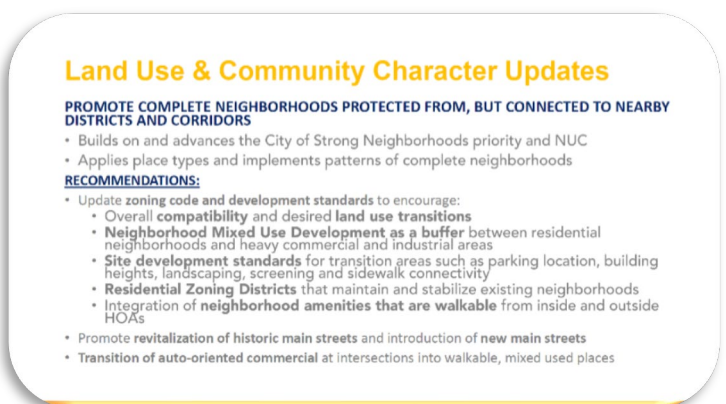 Land Use & Community Character Updates
PROMOTE COMPLETE NEIGHBORHOODS PROTECTED FROM, BUT CONNECTED TO NEARBY
DISTRICTS AND CORRIDORS
• Builds on and advances the City of Strong Neighborhoods priority and NUC
• Applies place types and implements patterns of complete neighborhoods
RECOMMENDATIONS:
• Update zoning code and development standards to encourage:
• Overall compatibility and desired land use transitions
• Neighborhood Mixed Use Development as a buffer between residential
neighborhoods and heavy commercial and industrial areas
• Site development standards for transition areas such as parking location, building
heights, landscaping, screening and sidewalk connectivity
• Residential Zoning Districts that maintain and stabilize existing neighborhoods
• Integration of neighborhood amenities that are walkable from inside and outside
HOAs
• Promote revitalization of historic main streets and introduction of new main streets
• Transition of auto-oriented commercial at intersections into walkable, mixed used places